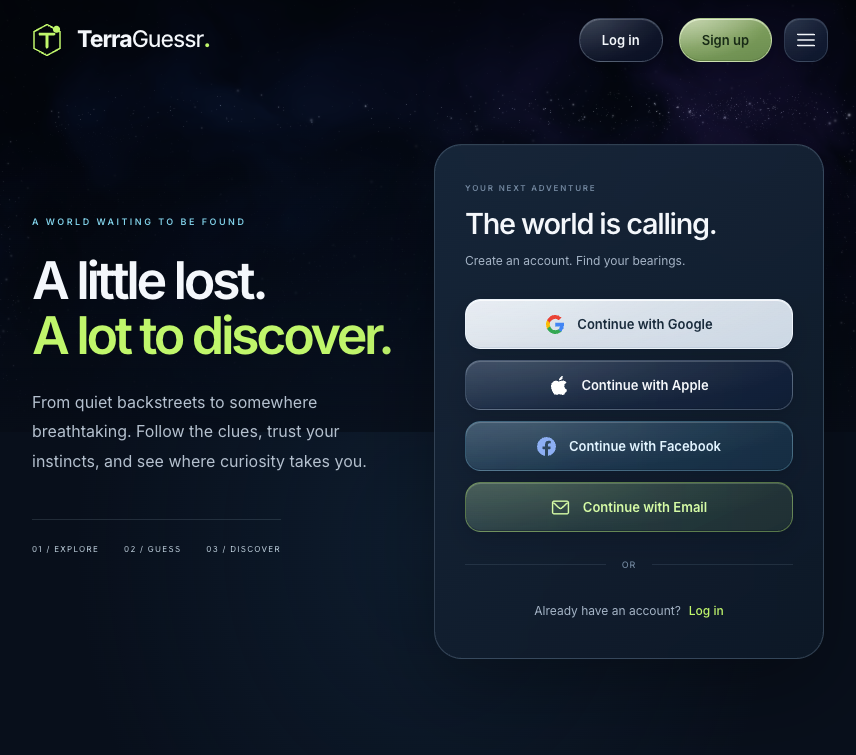 TerraGuessr.
Log in
Sign up
A WORLD WAITING TO BE FOUND
A little lost.
A lot to discover.
From quiet backstreets to somewhere
breathtaking. Follow the clues, trust your
instincts, and see where curiosity takes you.
01 / EXPLORE
02 / GUESS
03 / DISCOVER
YOUR NEXT ADVENTURE
The world is calling.
Create an account. Find your bearings.
Continue with Google
Continue with Apple
Continue with Facebook
Continue with Email
OR
Already have an account? Log in